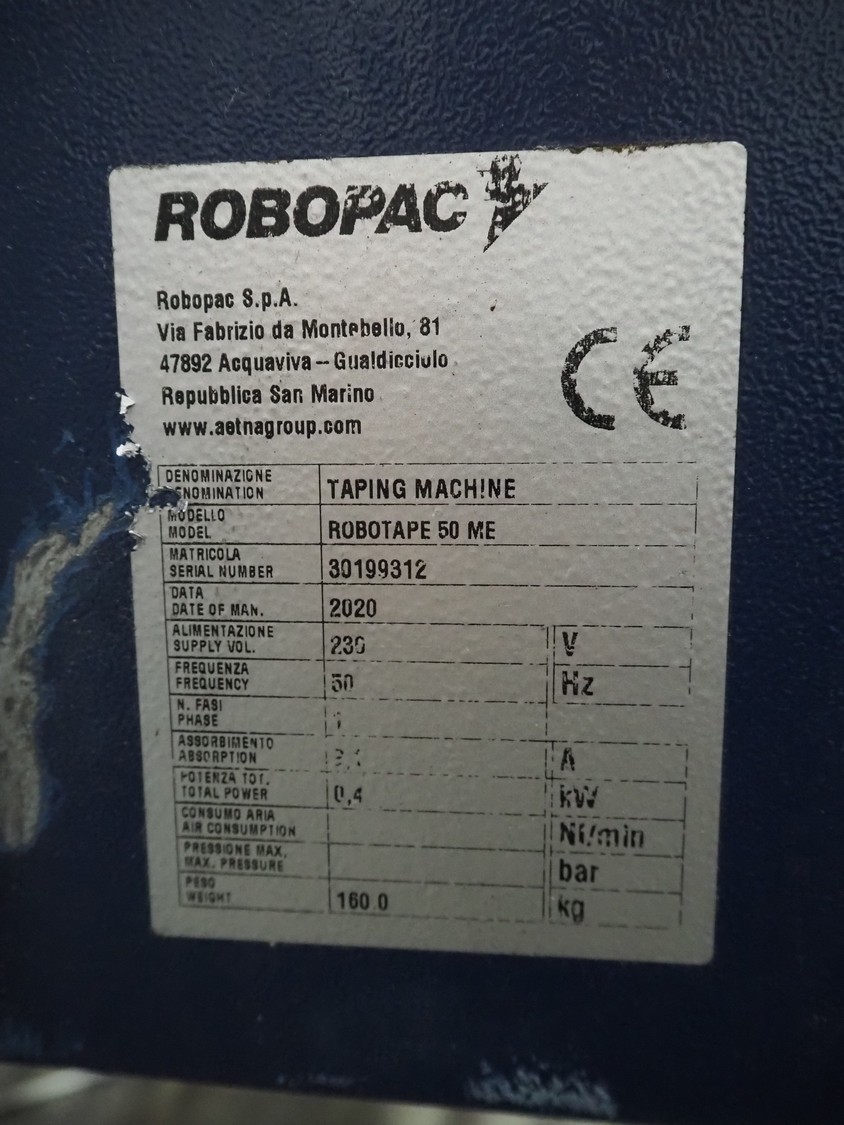 ROBOPAC
Robopac S.p.A.
Via Fabrizio da Montebello, 81
47892 Acquaviva – Gualdicciolo
Repubblica San Marino
www.aetnagroup.com
CE
DENOMINAZIONE
DENOMINATION
TAPING MACHINE
MODELLO
MODEL
ROBOTAPE 50 ME
MATRICOLA
SERIAL NUMBER
30199312
DATA
DATE OF MAN.
2020
ALIMENTAZIONE
SUPPLY VOL.
230 V
FREQUENZA
FREQUENCY
50 Hz
N. FASI
PHASE
1
ASSORBIMENTO
ABSORPTION
A
POTENZA TOT.
TOTAL POWER
0,4 kW
CONSUMO ARIA
AIR CONSUMPTION
Nl/min
PRESSIONE MAX.
MAX. PRESSURE
bar
PESO
WEIGHT
160.0 kg